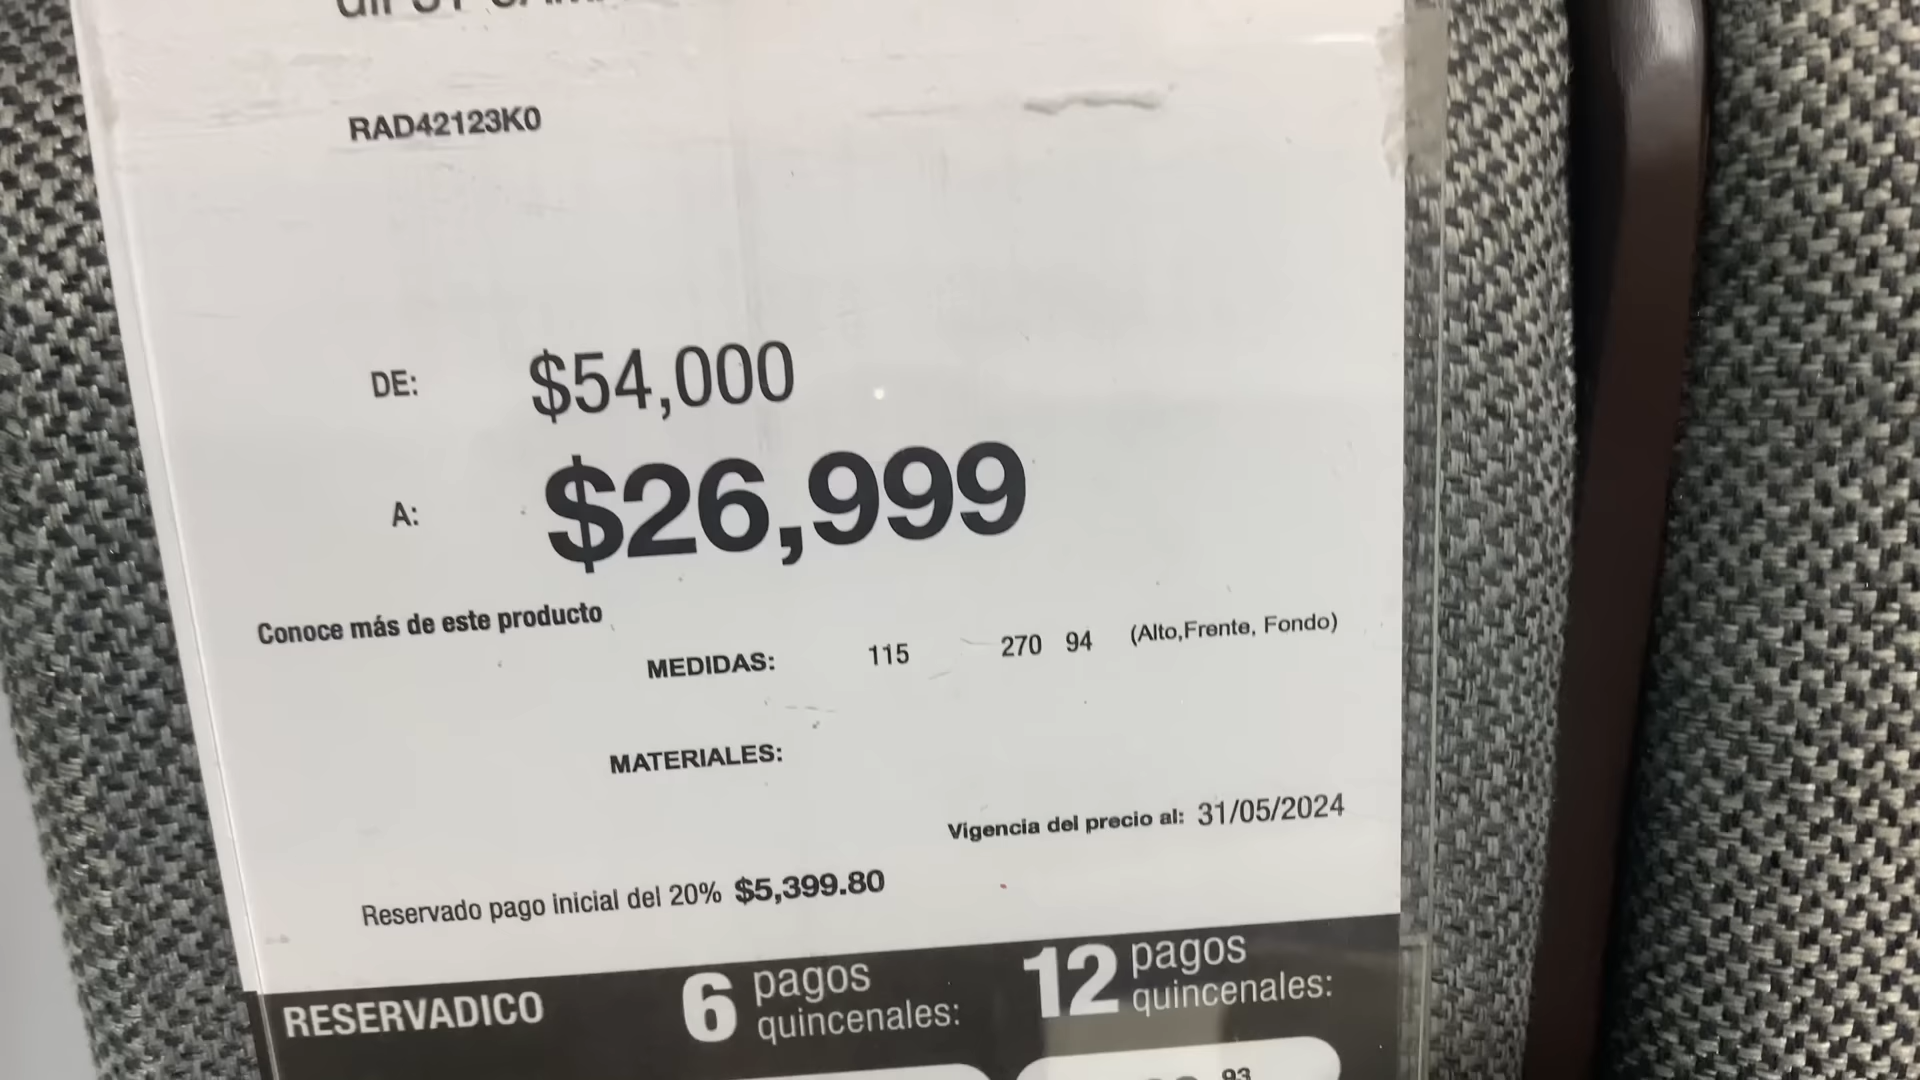 RAD42123K0
DE: $54,000
A: $26,999
Conoce más de este producto
MEDIDAS: 115 270 94 (Alto,Frente, Fondo)
MATERIALES:
Vigencia del precio al: 31/05/2024
Reservado pago inicial del 20% $5,399.80
RESERVADICO
6 pagos quincenales:
12 pagos quincenales:
93